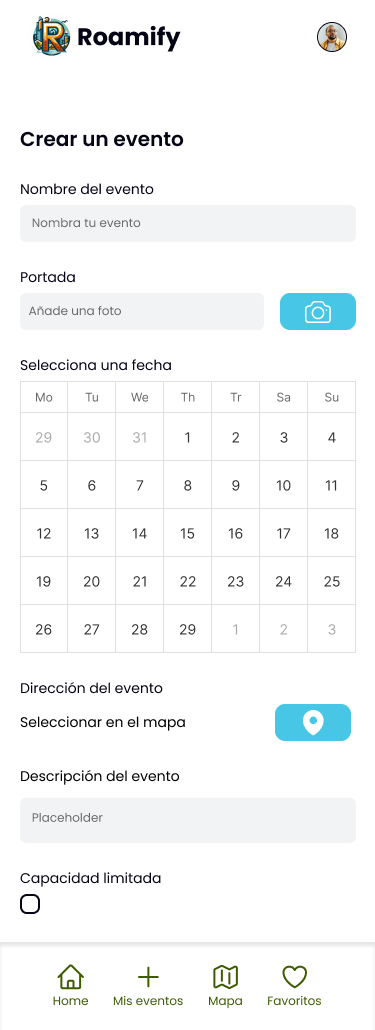 Roamify
Crear un evento
Nombre del evento
Nombra tu evento
Portada
Añade una foto
Selecciona una fecha
Mo Tu We Th Tr Sa Su
29 30 31 1 2 3 4
5 6 7 8 9 10 11
12 13 14 15 16 17 18
19 20 21 22 23 24 25
26 27 28 29 1 2 3
Dirección del evento
Seleccionar en el mapa
Descripción del evento
Placeholder
Capacidad limitada
Home Mis eventos Mapa Favoritos